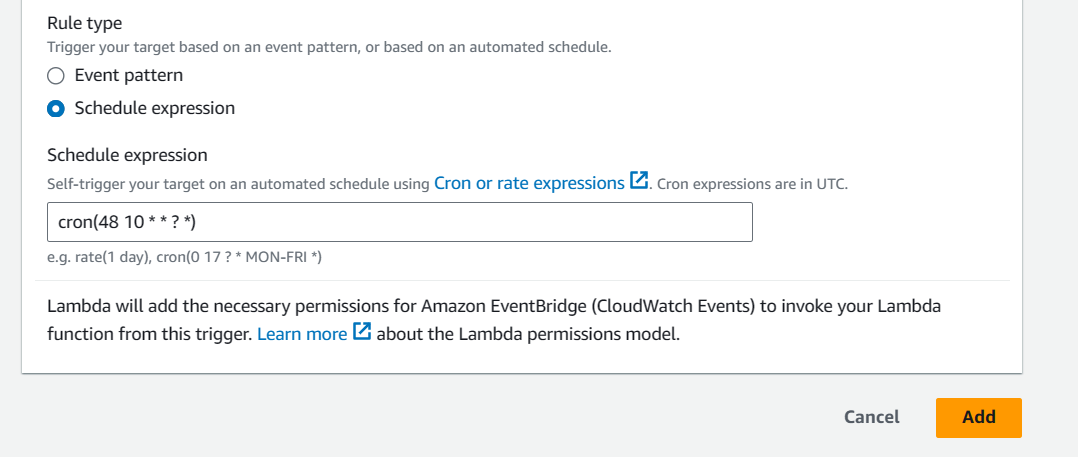 Rule type
Trigger your target based on an event pattern, or based on an automated schedule.
Event pattern
Schedule expression
Schedule expression
Self-trigger your target on an automated schedule using Cron or rate expressions. Cron expressions are in UTC.
cron(48 10 * * ? *)
e.g. rate(1 day), cron(0 17 ? * MON-FRI *)
Lambda will add the necessary permissions for Amazon EventBridge (CloudWatch Events) to invoke your Lambda
function from this trigger. Learn more about the Lambda permissions model.
Cancel Add